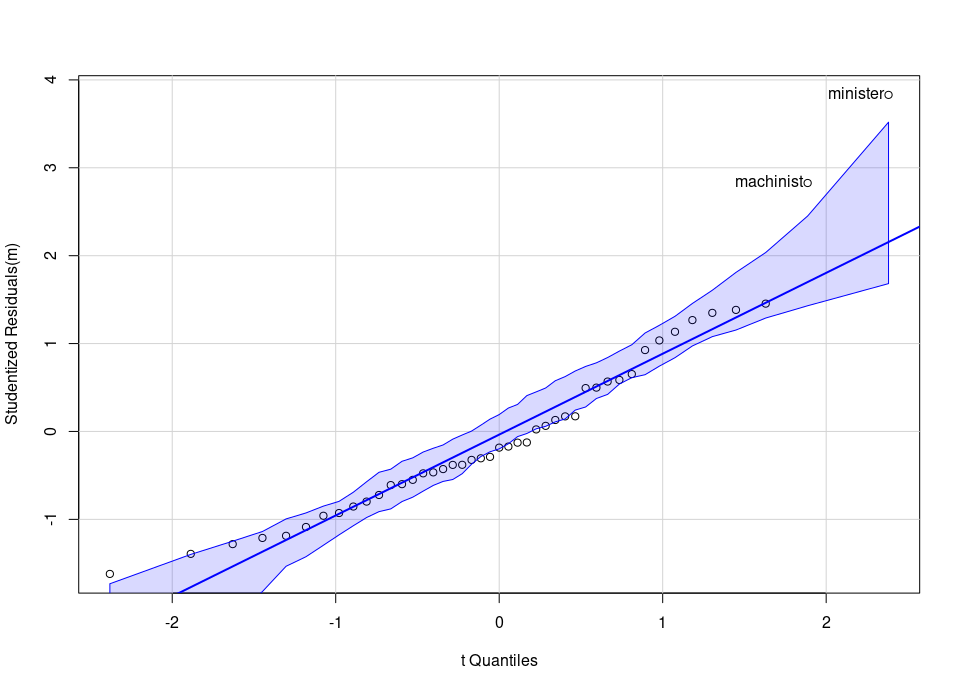 4
3
2
1
0
-1
Studentized Residuals(m)
minister
machinist
-2 -1 0 1 2
t Quantiles